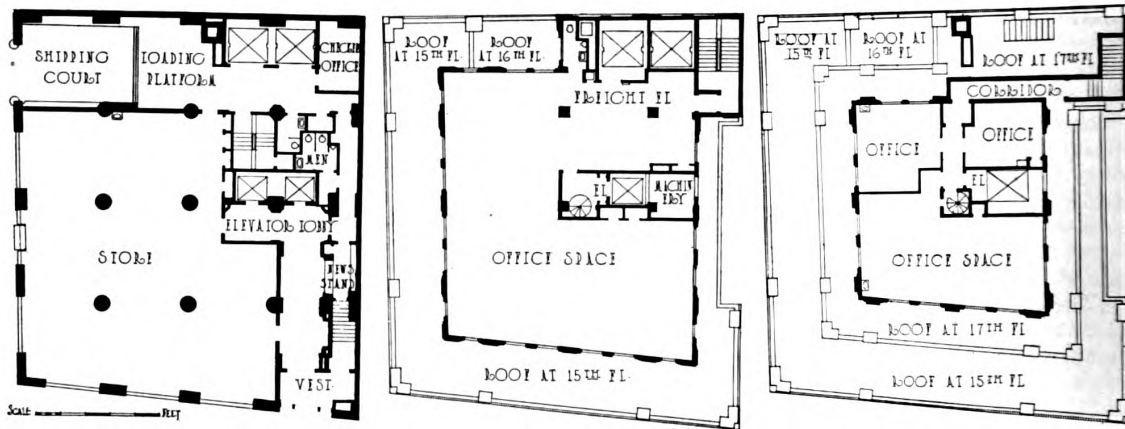 SHIPPING
COURT
LOADING
PLATFORM
CHECKING
OFFICE
MEN
ELEVATOR LOBBY
STORE
NEWS
STAND
VEST.
SCALE
FEET
ROOF
AT 15TH FL
ROOF
AT 16TH FL
FREIGHT EL
EL
MACHIN
ERY
OFFICE SPACE
ROOF AT 15TH FL.
ROOF AT
15TH
FL
ROOF AT
16TH FL
ROOF AT 17TH FL
CORRIDOR
OFFICE
OFFICE
EL
OFFICE SPACE
ROOF AT 17TH FL
ROOF AT 15TH FL